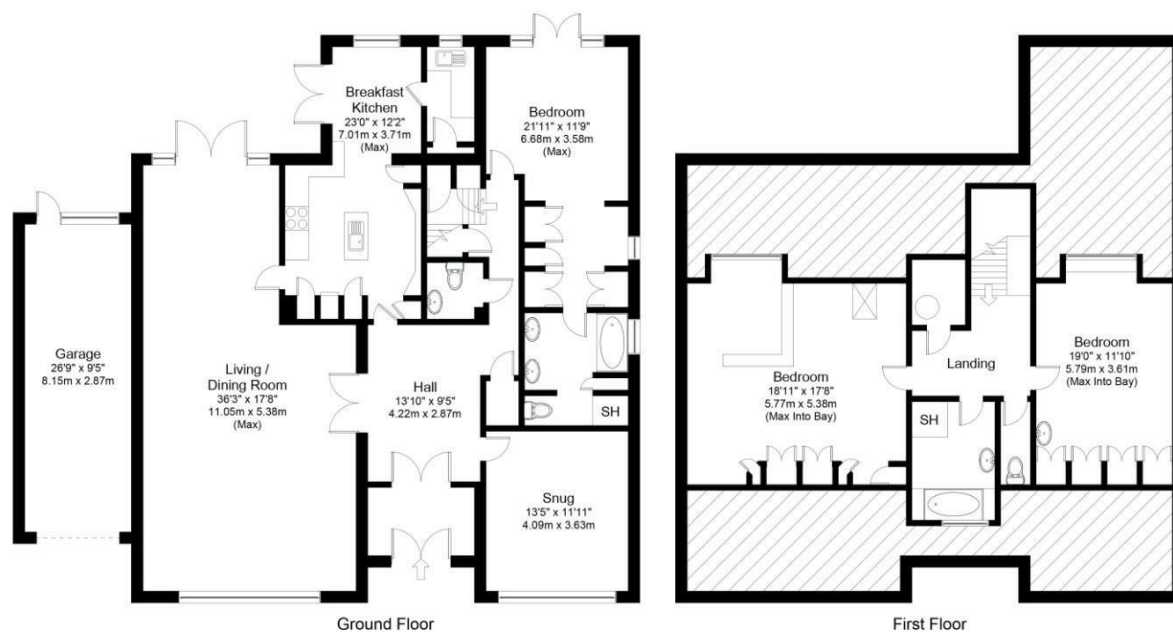 Breakfast
Kitchen
23'0" x 12'2"
7.01m x 3.71m
(Max)
Bedroom
21'11" x 11'9"
6.68m x 3.58m
(Max)
Garage
26'9" x 9'5"
8.15m x 2.87m
Living /
Dining Room
36'3" x 17'8"
11.05m x 5.38m
(Max)
Hall
13'10" x 9'5"
4.22m x 2.87m
SH
Snug
13'5" x 11'11"
4.09m x 3.63m
Ground Floor
Bedroom
18'11" x 17'8"
5.77m x 5.38m
(Max Into Bay)
Landing
SH
Bedroom
19'0" x 11'10"
5.79m x 3.61m
(Max Into Bay)
First Floor